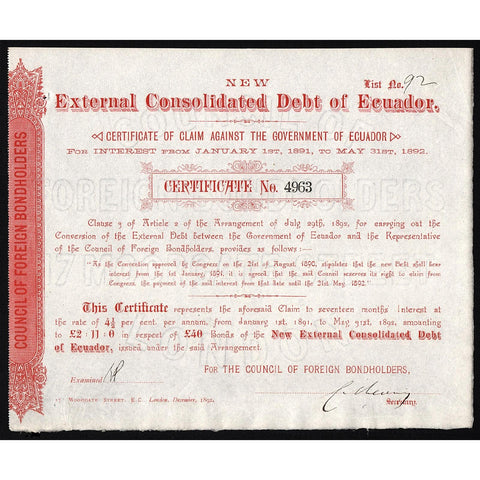 NEW
List No. 92
External Consolidated Debt of Ecuador.
CERTIFICATE OF CLAIM AGAINST THE GOVERNMENT OF ECUADOR
FOR INTEREST FROM JANUARY 1ST, 1891, TO MAY 31ST, 1892.
CERTIFICATE No. 4963
Clause 3 of Article 2 of the Arrangement of July 29th, 1892, for carrying out the
Conversion of the External Debt between the Government of Ecuador and the Representative
of the Council of Foreign Bondholders, provides as follows:—
"As the Convention approved by Congress on the 21st of August, 1890, stipulates that the new Debt shall bear
interest from the 1st January, 1891, it is agreed that the said Council reserves its right to claim from
Congress, the payment of the said interest from that date until the 31st May, 1892."
This Certificate represents the aforesaid Claim to seventeen months interest at
the rate of 4½ per cent. per annum, from January 1st, 1891, to May 31st, 1892, amounting
to £2:11:0 in respect of £40 Bonds of the New External Consolidated Debt
of Ecuador, issued under the said Arrangement.
FOR THE COUNCIL OF FOREIGN BONDHOLDERS,
Examined
Secretary.
17 MOORGATE STREET, E.C. London, December, 1892.
COUNCIL OF FOREIGN BONDHOLDERS